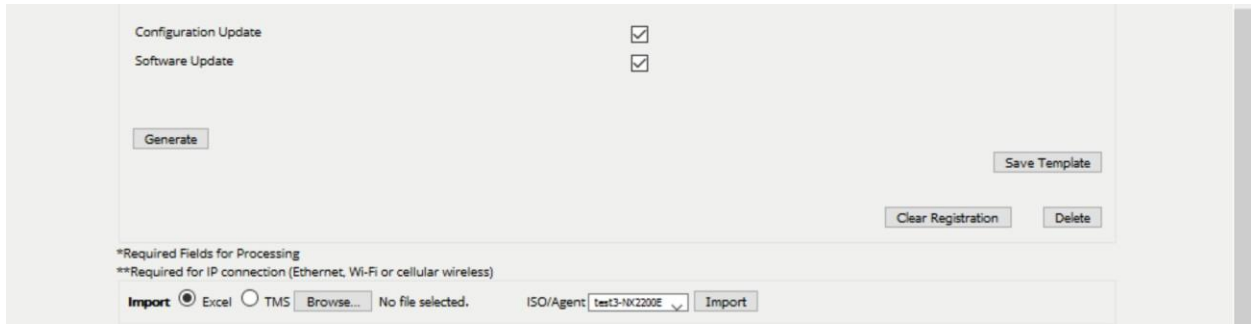 Configuration Update
Software Update
Generate
Save Template
Clear Registration Delete
*Required Fields for Processing
**Required for IP connection (Ethernet, Wi-Fi or cellular wireless)
Import Excel TMS Browse... No file selected. ISO/Agent test3-NX2200E Import